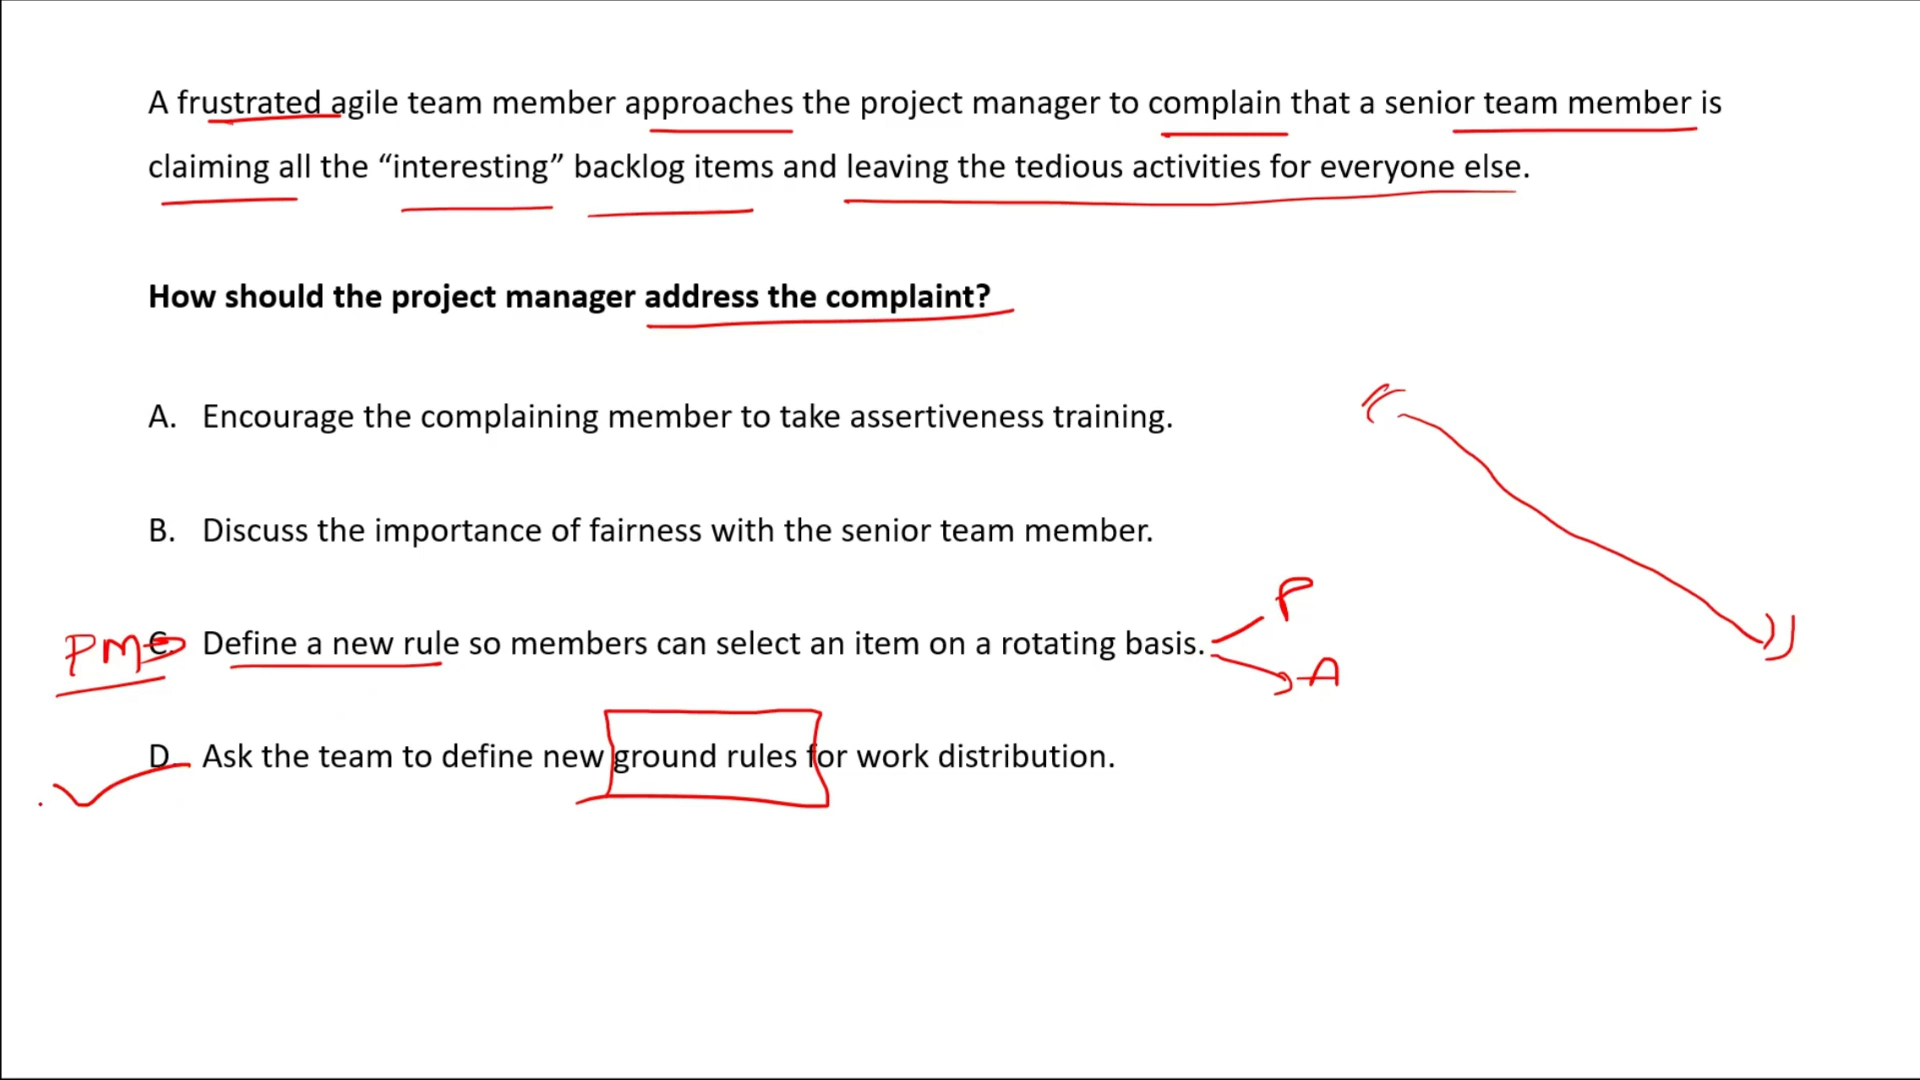 A frustrated agile team member approaches the project manager to complain that a senior team member is
claiming all the “interesting” backlog items and leaving the tedious activities for everyone else.
How should the project manager address the complaint?
A. Encourage the complaining member to take assertiveness training.
B. Discuss the importance of fairness with the senior team member.
P
PM C. Define a new rule so members can select an item on a rotating basis.
A
D. Ask the team to define new ground rules for work distribution.